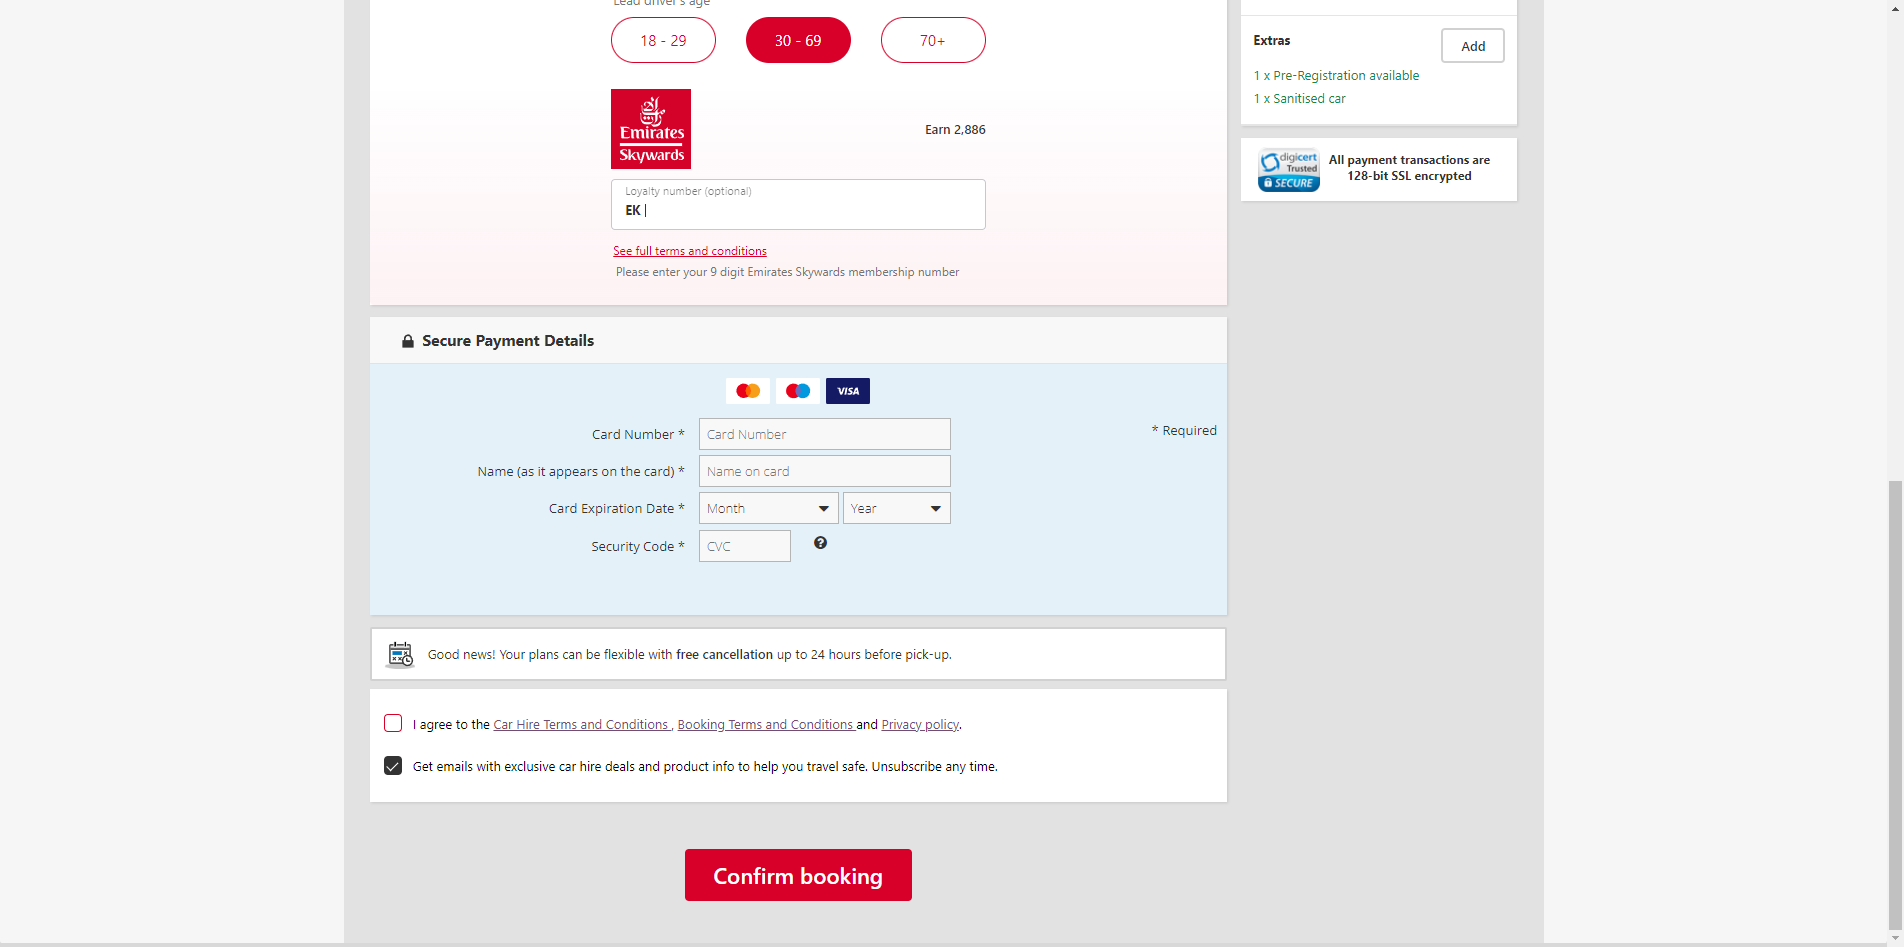 Lead driver's age
18 - 29
30 - 69
70+
Emirates
Skywards
Earn 2,886
Loyalty number (optional)
EK
See full terms and conditions
Please enter your 9 digit Emirates Skywards membership number
Secure Payment Details
VISA
* Required
Card Number *
Card Number
Name (as it appears on the card) *
Name on card
Card Expiration Date *
Month
Year
Security Code *
CVC
Good news! Your plans can be flexible with free cancellation up to 24 hours before pick-up.
I agree to the Car Hire Terms and Conditions , Booking Terms and Conditions and Privacy policy.
Get emails with exclusive car hire deals and product info to help you travel safe. Unsubscribe any time.
Confirm booking
Extras
Add
1 x Pre-Registration available
1 x Sanitised car
digicert
Trusted
SECURE
All payment transactions are
128-bit SSL encrypted